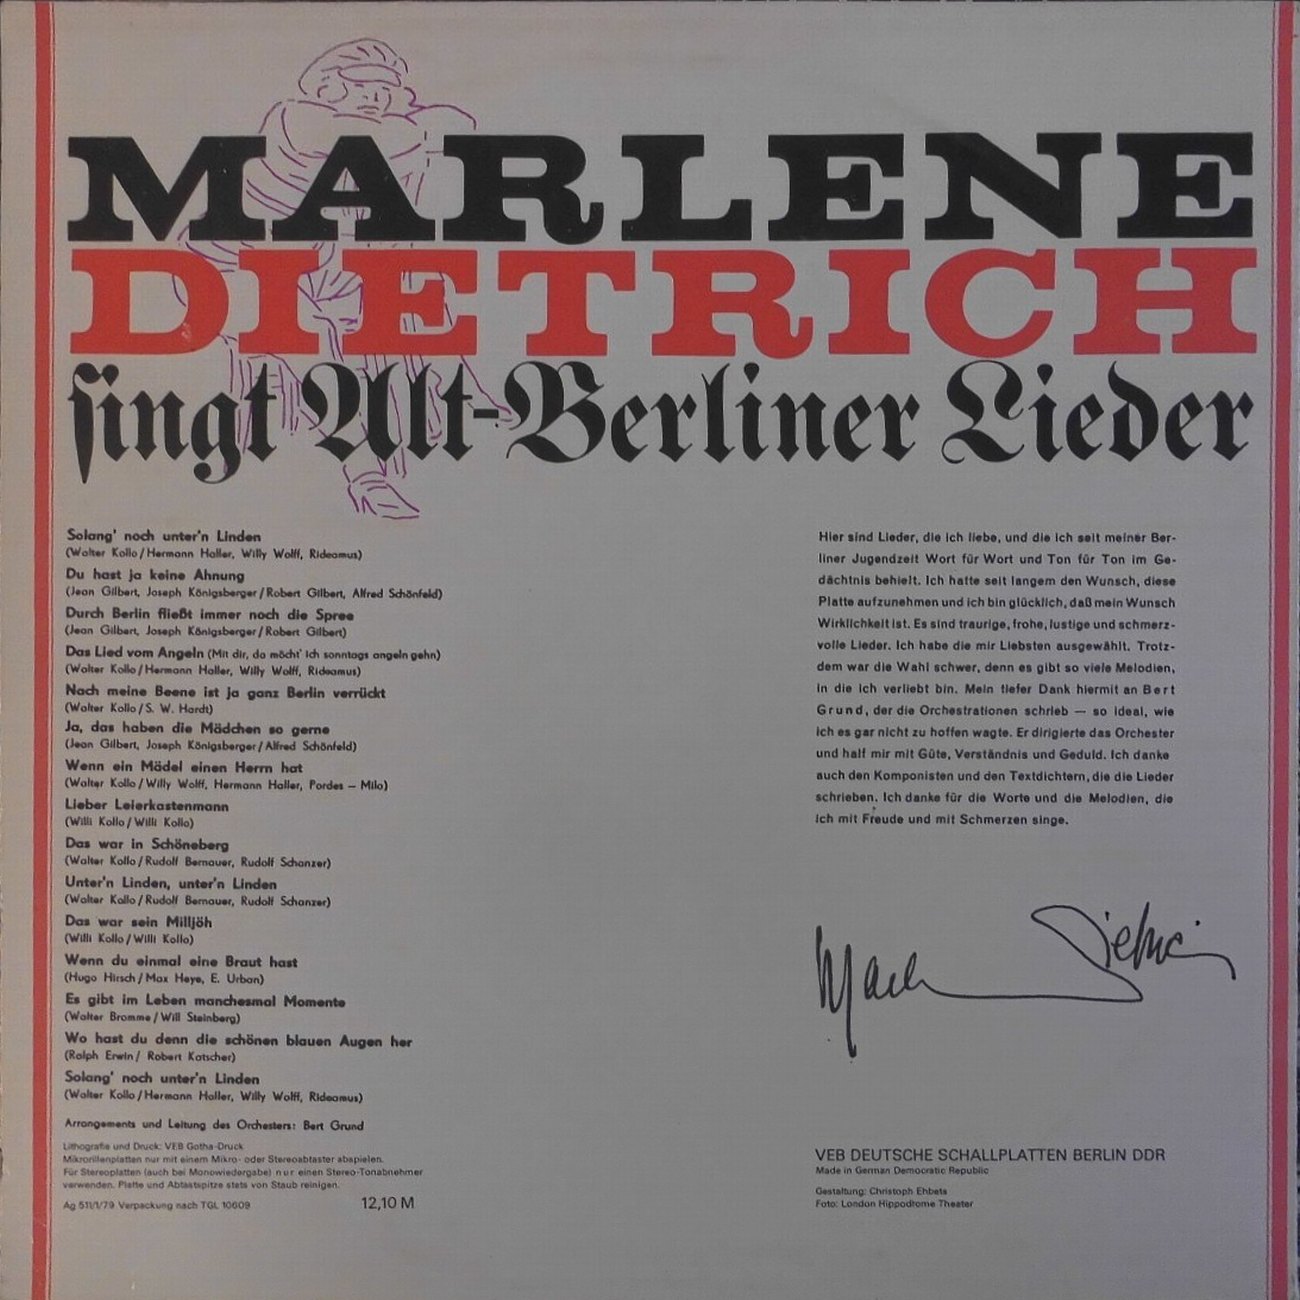 MARLENE
DIETRICH
singt Alt-Berliner Lieder
Solang' noch unter'n Linden
(Walter Kollo/Hermann Haller, Willy Wolff, Rideamus)
Du hast ja keine Ahnung
(Jean Gilbert, Joseph Königsberger/Robert Gilbert, Alfred Schönfeld)
Durch Berlin fließt immer noch die Spree
(Jean Gilbert, Joseph Königsberger/Robert Gilbert)
Das Lied vom Angeln (Mit dir, da möcht' ich sonntags angeln gehn)
(Walter Kollo/Hermann Haller, Willy Wolff, Rideamus)
Nach meine Beene ist ja ganz Berlin verrückt
(Walter Kollo/S. W. Hardt)
Ja, das haben die Mädchen so gerne
(Jean Gilbert, Joseph Königsberger/Alfred Schönfeld)
Wenn ein Mädel einen Herrn hat
(Walter Kollo/Willy Wolff, Hermann Haller, Pordes – Milo)
Lieber Leierkastenmann
(Willi Kollo/Willi Kollo)
Das war in Schöneberg
(Walter Kollo/Rudolf Bernauer, Rudolf Schanzer)
Unter'n Linden, unter'n Linden
(Walter Kollo/Rudolf Bernauer, Rudolf Schanzer)
Das war sein Milljöh
(Willi Kollo/Willi Kollo)
Wenn du einmal eine Braut hast
(Hugo Hirsch/Max Heye, E. Urban)
Es gibt im Leben manchesmal Momente
(Walter Bromme/Will Steinberg)
Wo hast du denn die schönen blauen Augen her
(Ralph Erwin/ Robert Katscher)
Solang' noch unter'n Linden
(Walter Kollo/Hermann Haller, Willy Wolff, Rideamus)
Arrangements und Leitung des Orchesters: Bert Grund
Lithografie und Druck: VEB Gotha-Druck
Mikrorillenplatten nur mit einem Mikro- oder Stereoabtaster abspielen.
Für Stereoplatten (auch bei Monowiedergabe) nur einen Stereo-Tonabnehmer
verwenden. Platte und Abtastspitze stets von Staub reinigen.
Ag 511/1/79 Verpackung nach TGL 10609
12,10 M
Hier sind Lieder, die ich liebe, und die ich seit meiner Ber-
liner Jugendzeit Wort für Wort und Ton für Ton im Ge-
dächtnis behielt. Ich hatte seit langem den Wunsch, diese
Platte aufzunehmen und ich bin glücklich, daß mein Wunsch
Wirklichkeit ist. Es sind traurige, frohe, lustige und schmerz-
volle Lieder. Ich habe die mir Liebsten ausgewählt. Trotz-
dem war die Wahl schwer, denn es gibt so viele Melodien,
in die ich verliebt bin. Mein tiefer Dank hiermit an Bert
Grund, der die Orchestrationen schrieb — so ideal, wie
ich es gar nicht zu hoffen wagte. Er dirigierte das Orchester
und half mir mit Güte, Verständnis und Geduld. Ich danke
auch den Komponisten und den Textdichtern, die die Lieder
schrieben. Ich danke für die Worte und die Melodien, die
ich mit Freude und mit Schmerzen singe.
Marlene Dietrich
VEB DEUTSCHE SCHALLPLATTEN BERLIN DDR
Made in German Democratic Republic
Gestaltung: Christoph Ehbets
Foto: London Hippodrome Theater